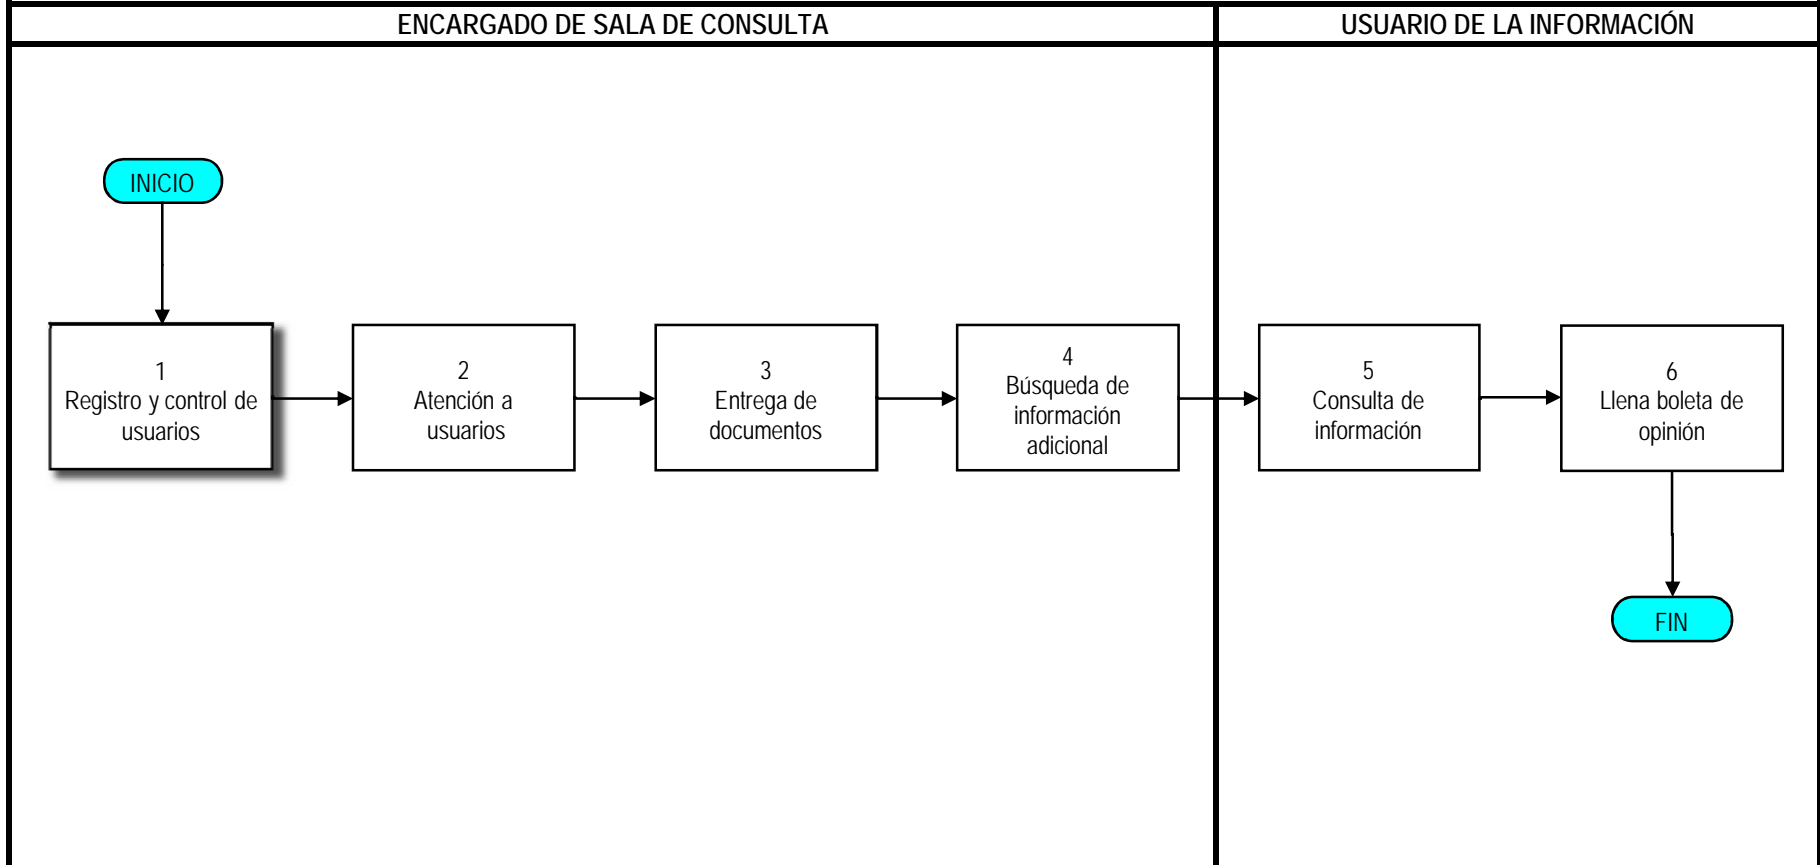 ENCARGADO DE SALA DE CONSULTA
USUARIO DE LA INFORMACIÓN
INICIO
1
Registro y control de
usuarios
2
Atención a
usuarios
3
Entrega de
documentos
4
Búsqueda de
información
adicional
5
Consulta de
información
6
Llena boleta de
opinión
FIN